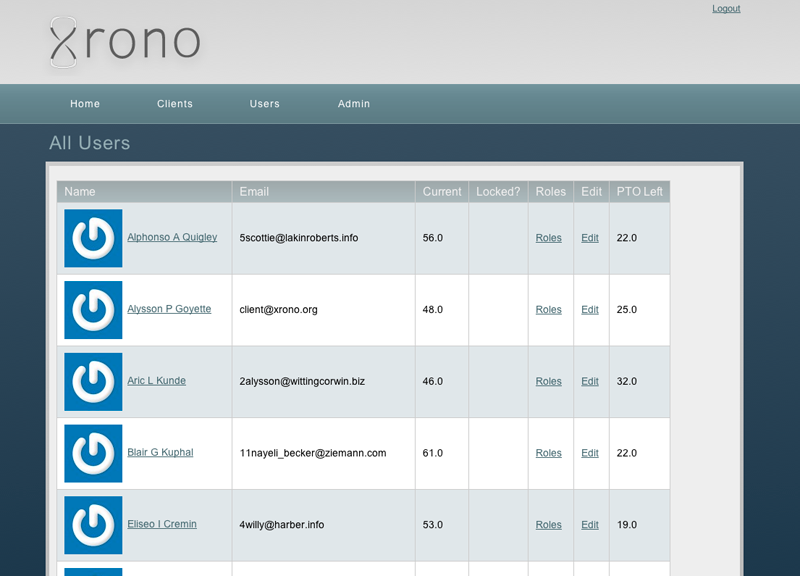 Logout
Xrono
Home Clients Users Admin
All Users
Name Email Current Locked? Roles Edit PTO Left
Alphonso A Quigley 5scottie@lakinroberts.info 56.0 Roles Edit 22.0
Alysson P Goyette client@xrono.org 48.0 Roles Edit 25.0
Aric L Kunde 2alysson@wittingcorwin.biz 46.0 Roles Edit 32.0
Blair G Kuphal 11nayeli_becker@ziemann.com 61.0 Roles Edit 22.0
Eliseo I Cremin 4willy@harber.info 53.0 Roles Edit 19.0